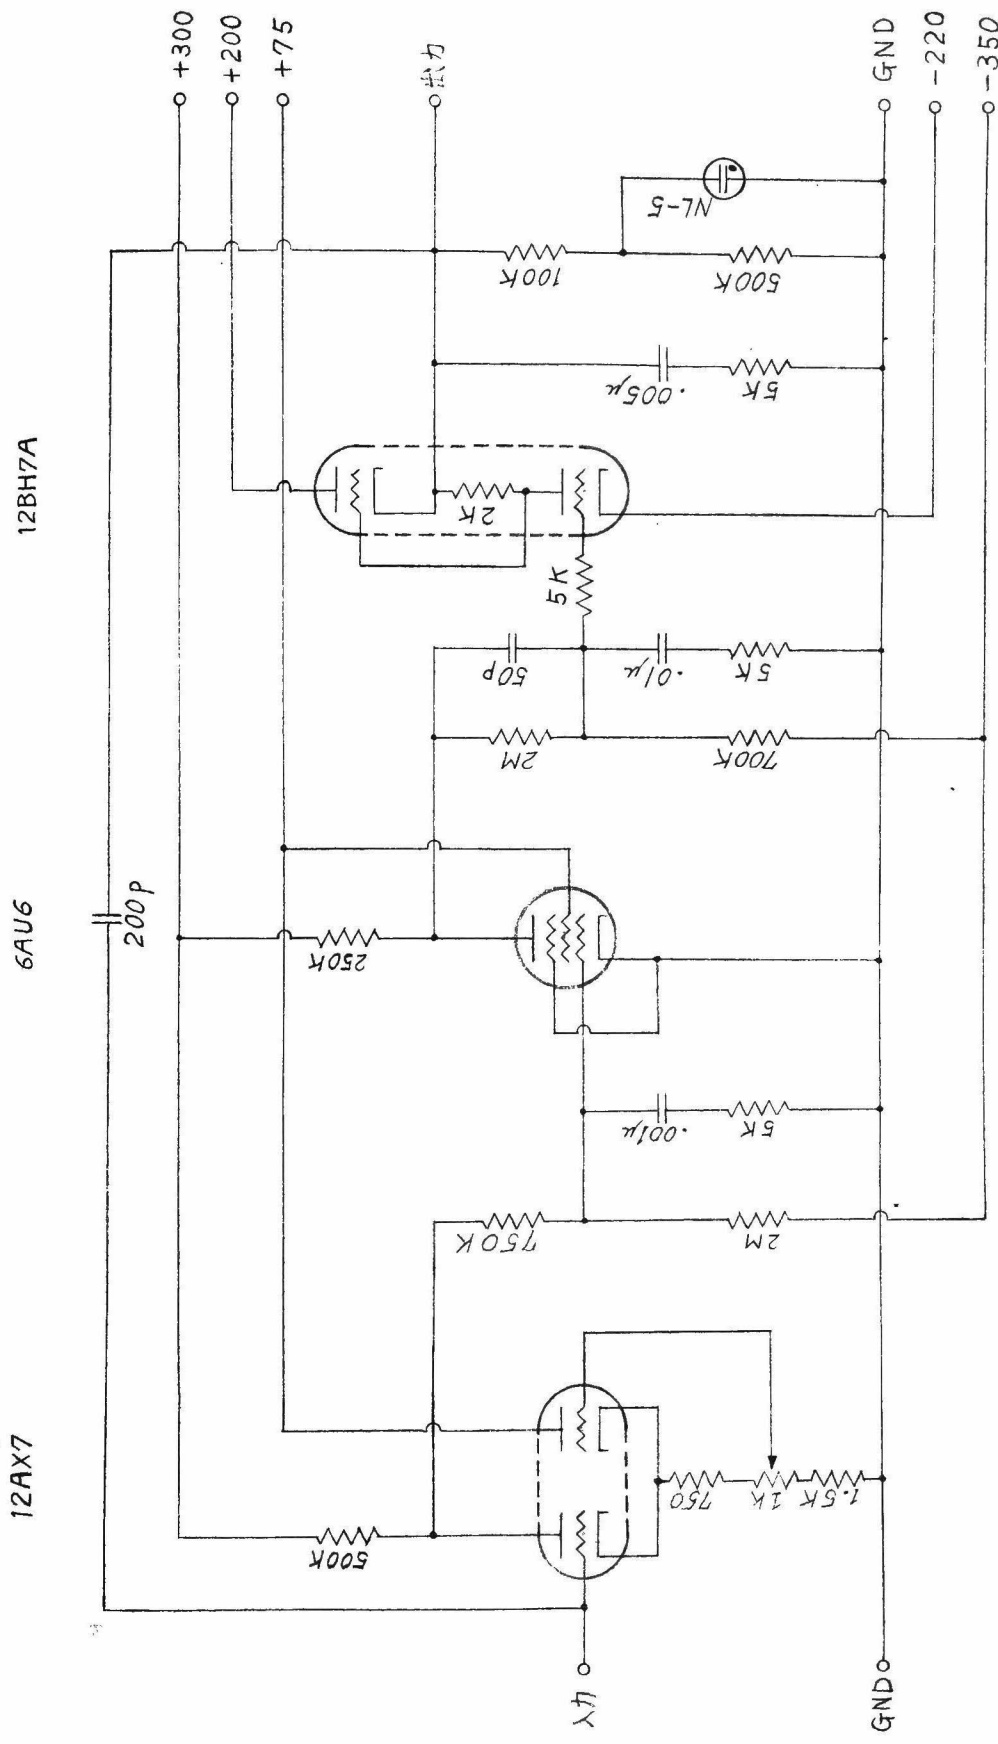 12AX7
6AU6
12BH7A
+300
+200
+75
出力
GND
-220
-350
入力
GND
200P
500K
750K
2M
750
1K
1.5K
.001μ
5K
250K
2M
700K
50P
.01μ
5K
5K
2K
.005μ
5K
100K
500K
NL-5